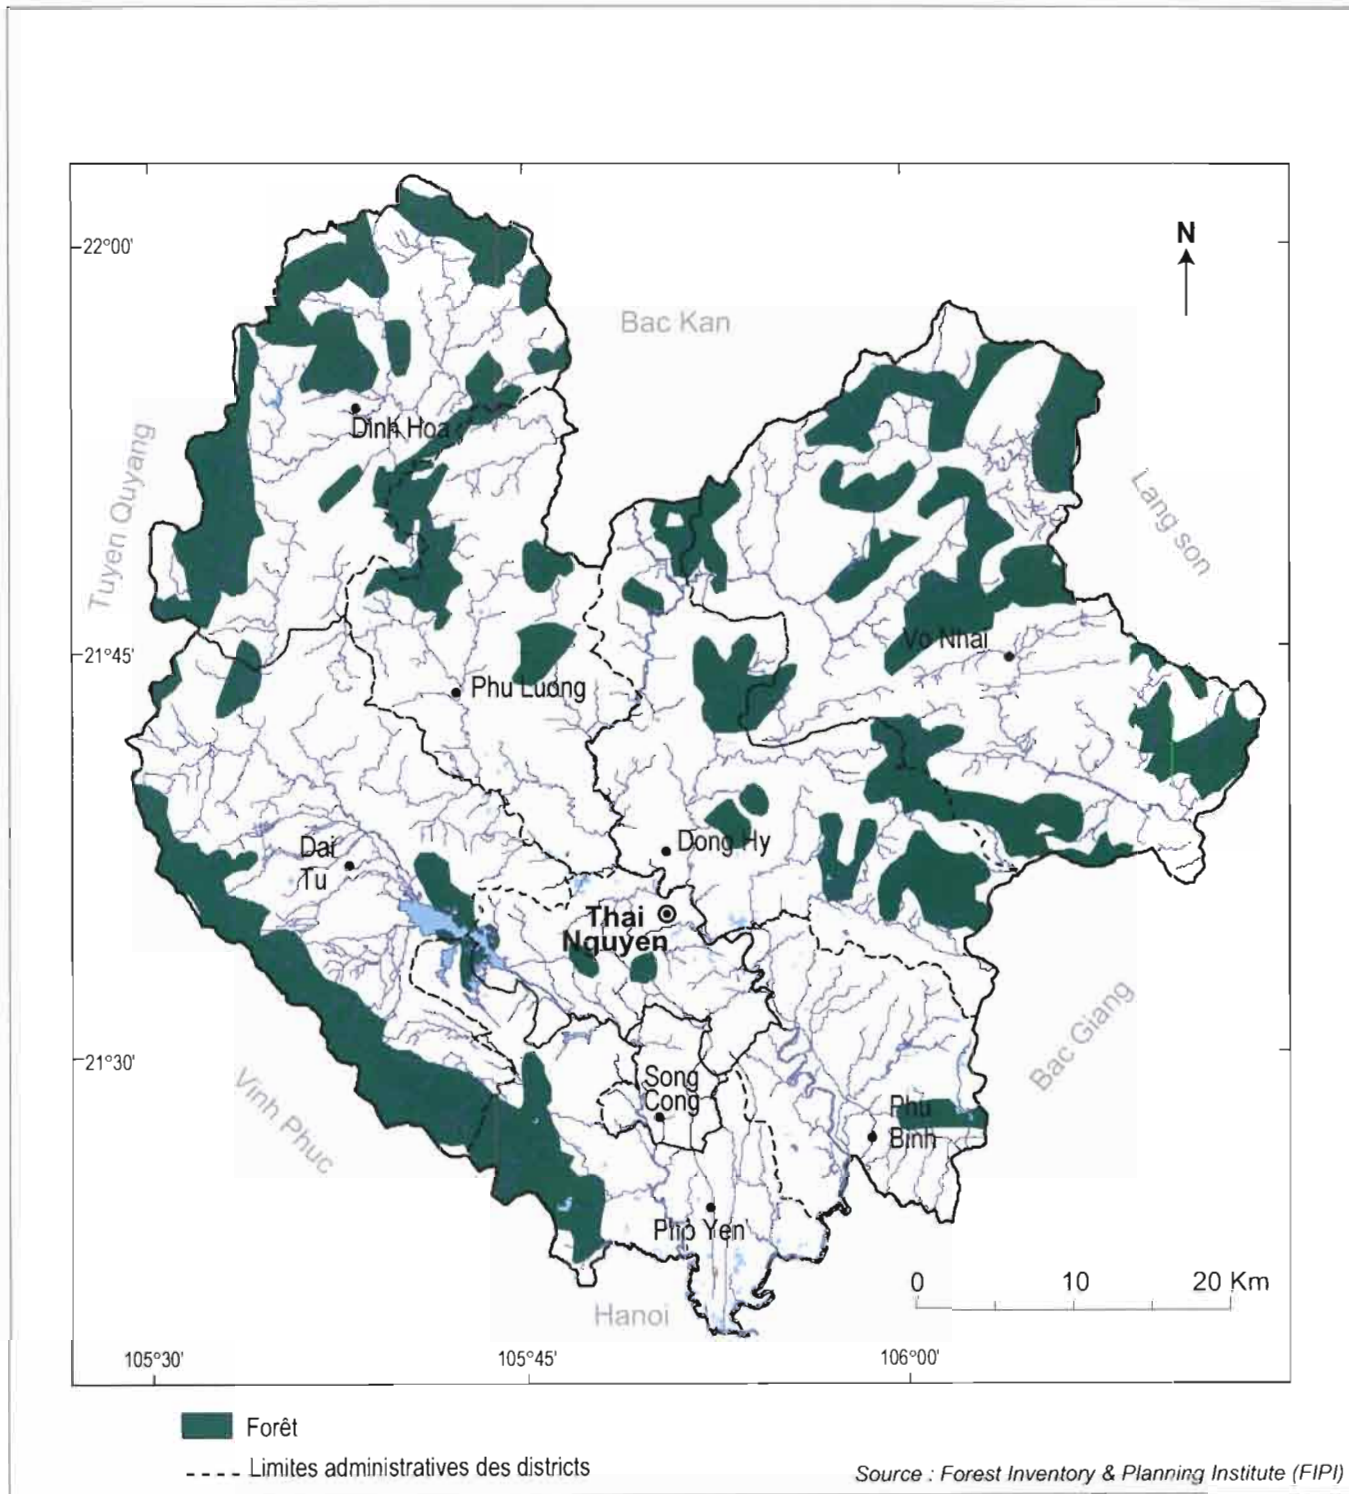 N
22°00'
Bac Kan
Dinh Hoa
Tuyen Quyang
Lang son
21°45'
Vo Nhai
Phu Luong
Dong Hy
Dai
Tu
Thai
Nguyen
Bac Giang
21°30'
Vinh Phuc
Song
Cong
Phu
Binh
Pho Yen
0 10 20 Km
Hanoi
105°30' 105°45' 106°00'
Forêt
Limites administratives des districts
Source : Forest Inventory & Planning Institute (FIPI)